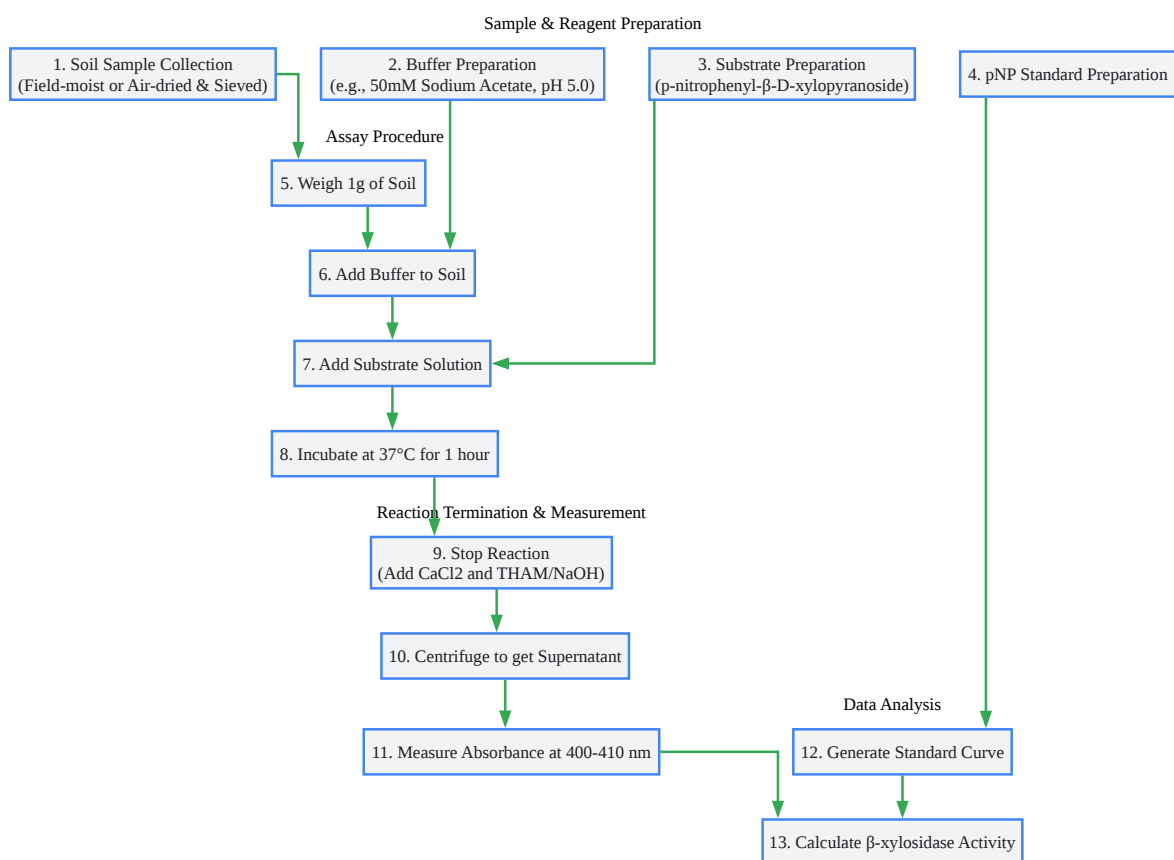 Sample & Reagent Preparation
1. Soil Sample Collection
(Field-moist or Air-dried & Sieved)
2. Buffer Preparation
(e.g., 50mM Sodium Acetate, pH 5.0)
3. Substrate Preparation
(p-nitrophenyl-β-D-xylopyranoside)
4. pNP Standard Preparation
Assay Procedure
5. Weigh 1g of Soil
6. Add Buffer to Soil
7. Add Substrate Solution
8. Incubate at 37°C for 1 hour
Reaction Termination & Measurement
9. Stop Reaction
(Add CaCl2 and THAM/NaOH)
10. Centrifuge to get Supernatant
11. Measure Absorbance at 400-410 nm
Data Analysis
12. Generate Standard Curve
13. Calculate β-xylosidase Activity